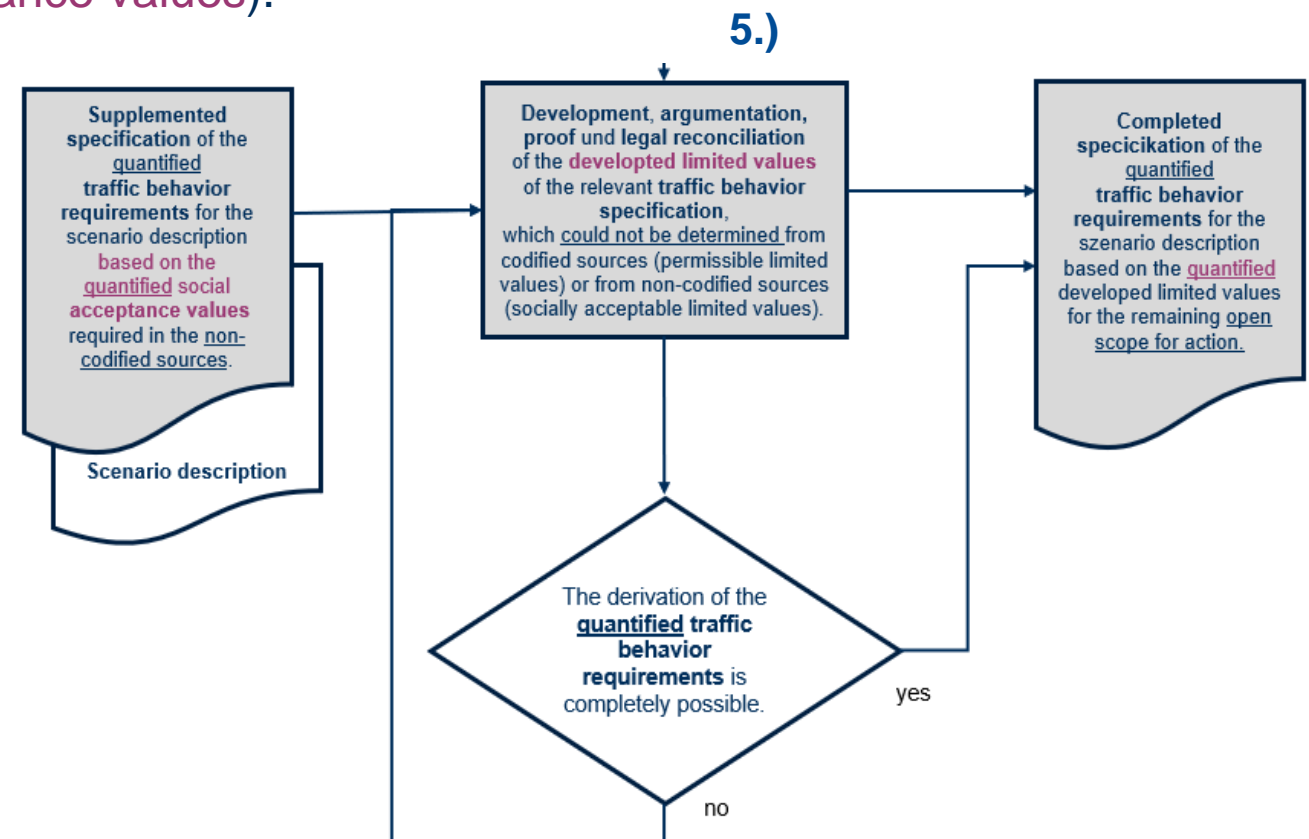 ance values).
5.)
Supplemented
specification of the
quantified
traffic behavior
requirements for the
scenario description
based on the
quantified social
acceptance values
required in the non-
codified sources.
Scenario description
Development, argumentation,
proof und legal reconciliation
of the developted limited values
of the relevant traffic behavior
specification,
which could not be determined from
codified sources (permissible limited
values) or from non-codified sources
(socially acceptable limited values).
Completed
specicikation of the
quantified
traffic behavior
requirements for the
szenario description
based on the quantified
developed limited values
for the remaining open
scope for action.
The derivation of the
quantified traffic
behavior
requirements is
completely possible.
yes
no